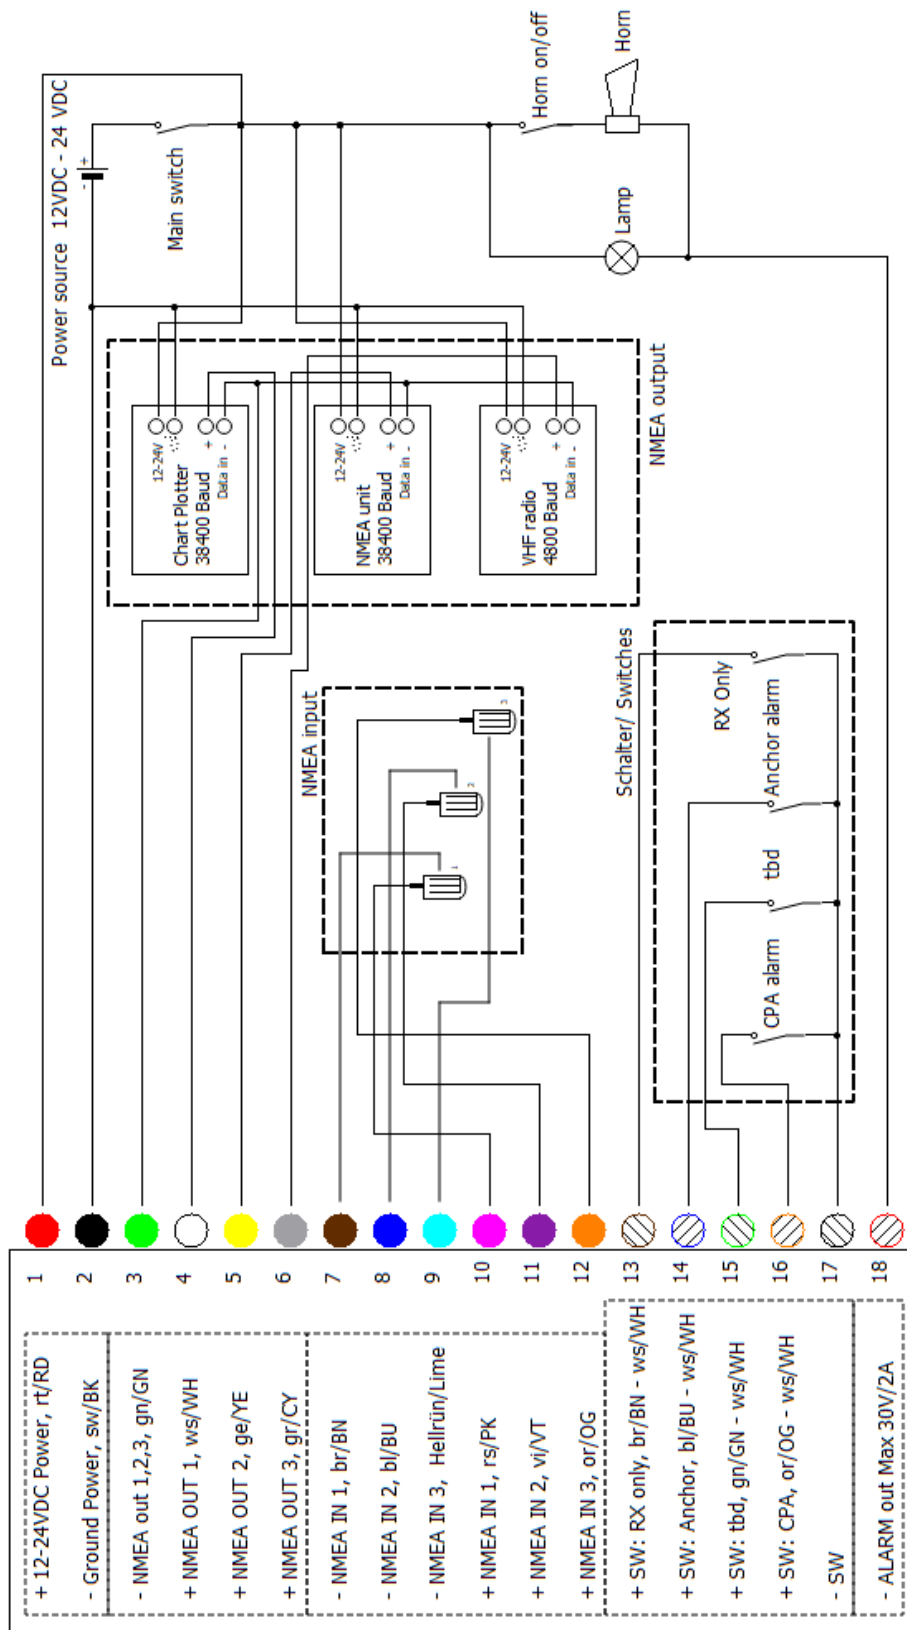 Power source 12VDC - 24 VDC
+
-
Main switch
Horn on/off
Horn
Lamp
NMEA output
12-24V
+
Data in -
Chart Plotter
38400 Baud
12-24V
+
Data in -
NMEA unit
38400 Baud
12-24V
+
Data in -
VHF radio
4800 Baud
NMEA input
1
2
3
Schalter/ Switches
RX Only
Anchor alarm
tbd
CPA alarm
1
2
3
4
5
6
7
8
9
10
11
12
13
14
15
16
17
18
+ 12-24VDC Power, rt/RD
- Ground Power, sw/BK
- NMEA out 1,2,3, gn/GN
+ NMEA OUT 1, ws/WH
+ NMEA OUT 2, ge/YE
+ NMEA OUT 3, gr/CY
- NMEA IN 1, br/BN
- NMEA IN 2, bl/BU
- NMEA IN 3, Hellrün/Lime
+ NMEA IN 1, rs/PK
+ NMEA IN 2, vi/VT
+ NMEA IN 3, or/OG
+ SW: RX only, br/BN - ws/WH
+ SW: Anchor, bl/BU - ws/WH
+ SW: tbd, gn/GN - ws/WH
+ SW: CPA, or/OG - ws/WH
- SW
- ALARM out Max 30V/2A